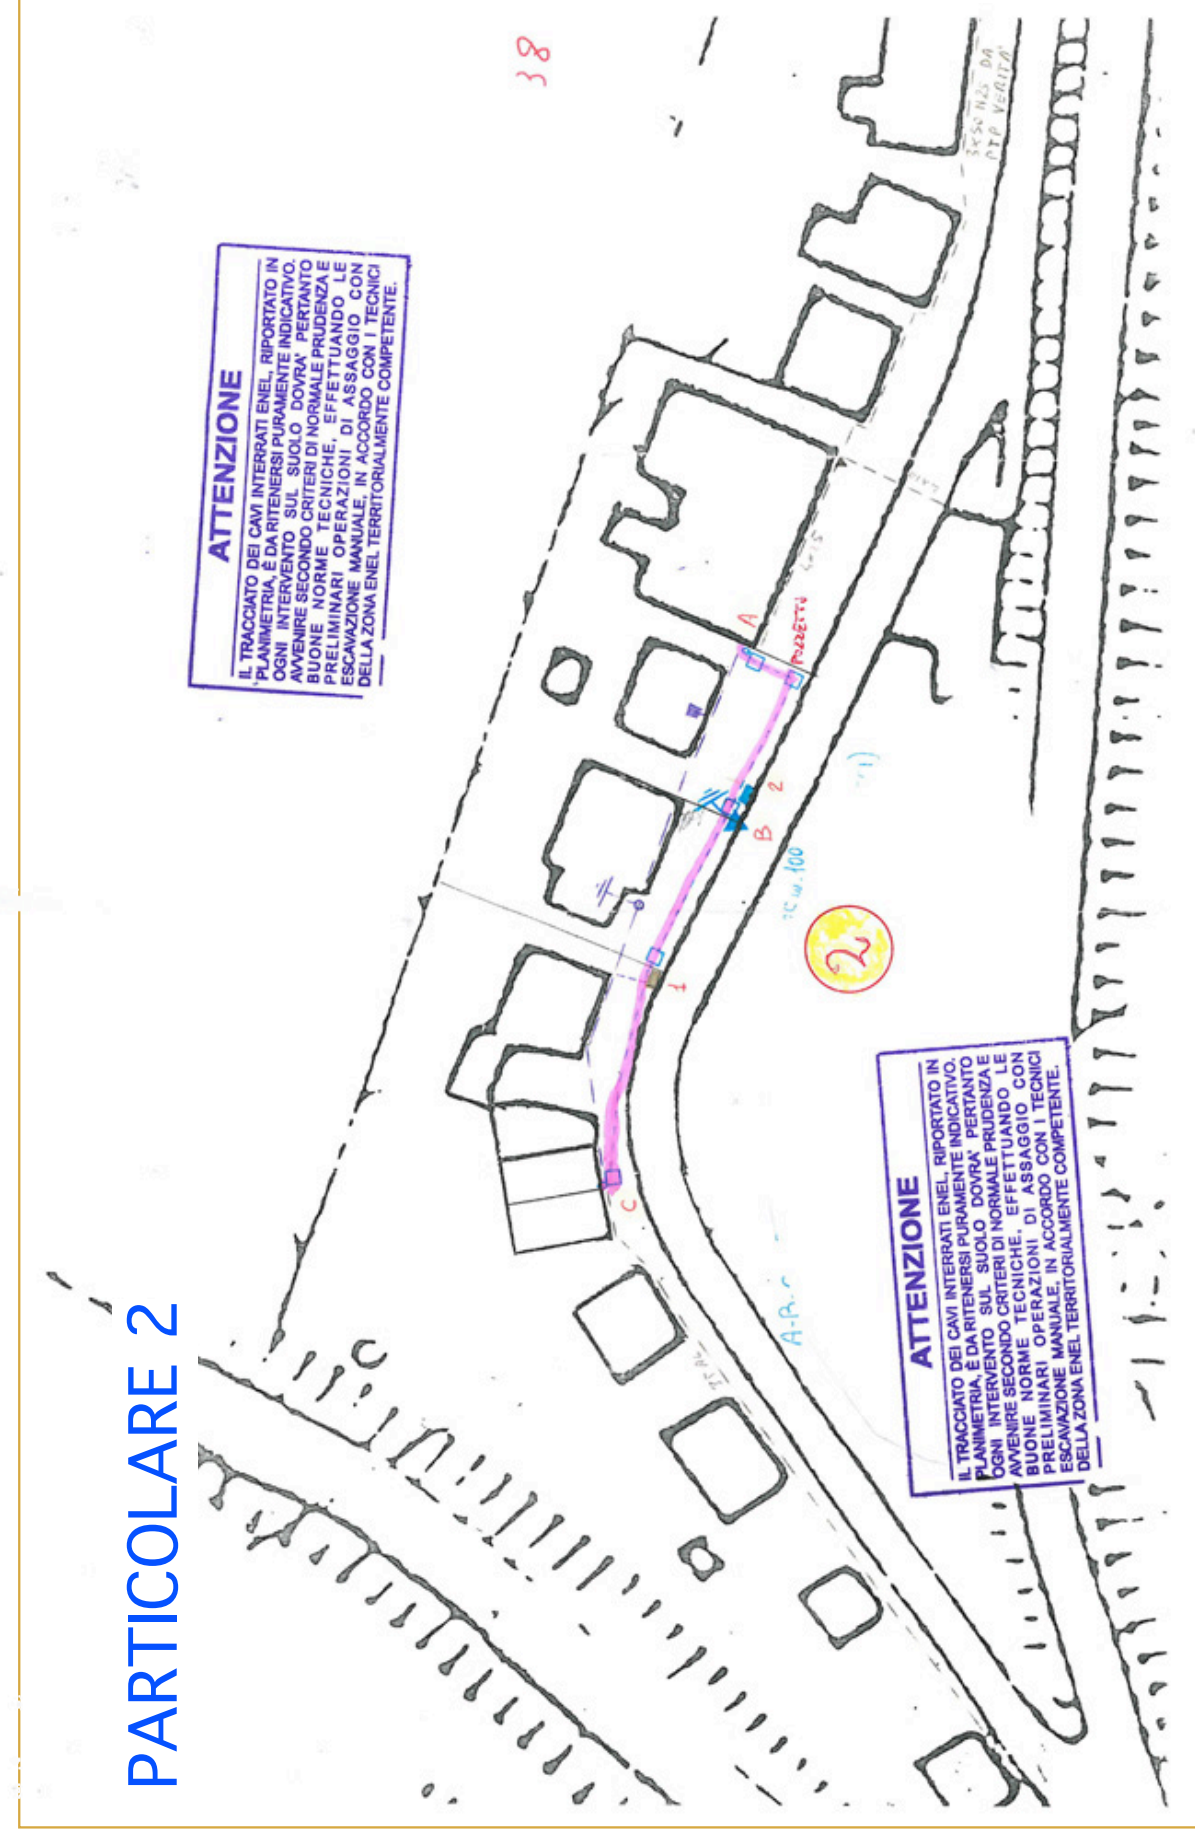 PARTICOLARE 2
38
ATTENZIONE
IL TRACCIATO DEI CAVI INTERRATI ENEL, RIPORTATO IN
PLANIMETRIA, È DA RITENERSI PURAMENTE INDICATIVO.
OGNI INTERVENTO SUL SUOLO DOVRA' PERTANTO
AVVENIRE SECONDO CRITERI DI NORMALE PRUDENZA E
BUONE NORME TECNICHE, EFFETTUANDO LE
PRELIMINARI OPERAZIONI DI ASSAGGIO CON
ESCAVAZIONE MANUALE, IN ACCORDO CON I TECNICI
DELLA ZONA ENEL TERRITORIALMENTE COMPETENTE.
3x50 N25 DA
PTP VERITA'
A
POZZETTO
2
B
1
C
2
ATTENZIONE
IL TRACCIATO DEI CAVI INTERRATI ENEL, RIPORTATO IN
PLANIMETRIA, È DA RITENERSI PURAMENTE INDICATIVO.
OGNI INTERVENTO SUL SUOLO DOVRA' PERTANTO
AVVENIRE SECONDO CRITERI DI NORMALE PRUDENZA E
BUONE NORME TECNICHE, EFFETTUANDO LE
PRELIMINARI OPERAZIONI DI ASSAGGIO CON
ESCAVAZIONE MANUALE, IN ACCORDO CON I TECNICI
DELLA ZONA ENEL TERRITORIALMENTE COMPETENTE.